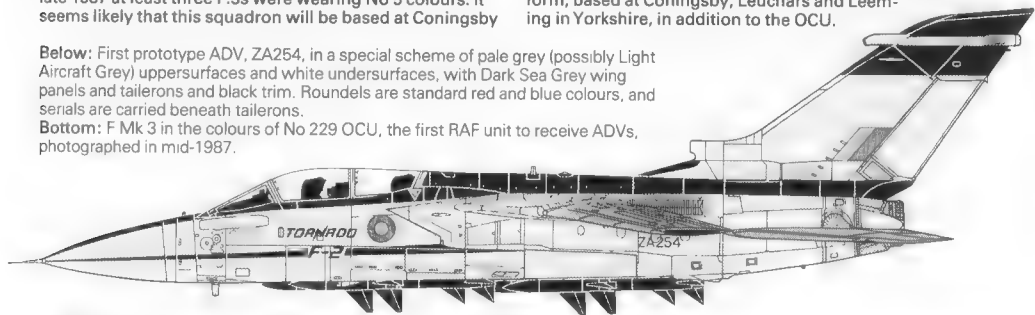 late 1987 at least three F.3s were wearing No 5 colours. It
seems likely that this squadron will be based at Coningsby
form, based at Coningsby, Leuchars and Leem-
ing in Yorkshire, in addition to the OCU.
Below: First prototype ADV, ZA254, in a special scheme of pale grey (possibly Light
Aircraft Grey) uppersurfaces and white undersurfaces, with Dark Sea Grey wing
panels and tailerons and black trim. Roundels are standard red and blue colours, and
serials are carried beneath tailerons.
Bottom: F Mk 3 in the colours of No 229 OCU, the first RAF unit to receive ADVs,
photographed in mid-1987.
TORNADO
F-2
ZA254